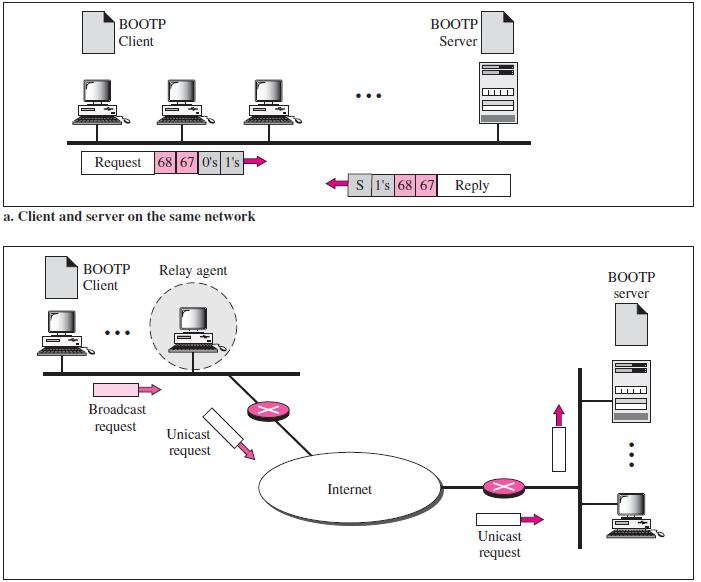 BOOTP
Client
BOOTP
Server
Request 68 67 0's 1's
S 1's 68 67 Reply
a. Client and server on the same network
BOOTP
Client
Relay agent
BOOTP
server
Broadcast
request
Unicast
request
Internet
Unicast
request